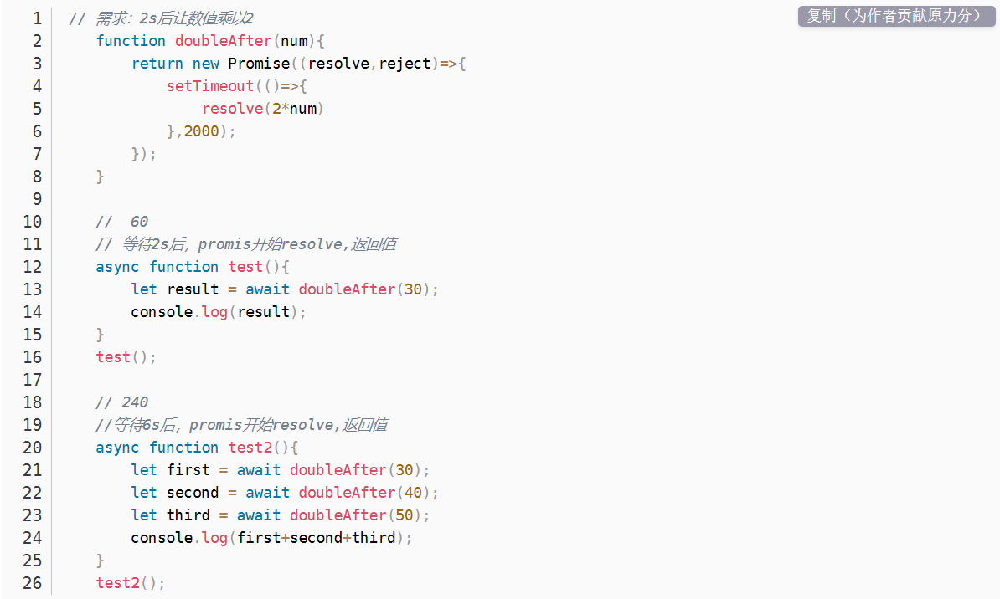 复制（为作者贡献原力分）
1 // 需求：2s后让数值乘以2
2 function doubleAfter(num){
3 return new Promise((resolve,reject)=>{
4 setTimeout(()=>{
5 resolve(2*num)
6 },2000);
7 });
8 }
9
10 //  60
11 // 等待2s后，promis开始resolve,返回值
12 async function test(){
13 let result = await doubleAfter(30);
14 console.log(result);
15 }
16 test();
17
18 // 240
19 //等待6s后，promis开始resolve,返回值
20 async function test2(){
21 let first = await doubleAfter(30);
22 let second = await doubleAfter(40);
23 let third = await doubleAfter(50);
24 console.log(first+second+third);
25 }
26 test2();